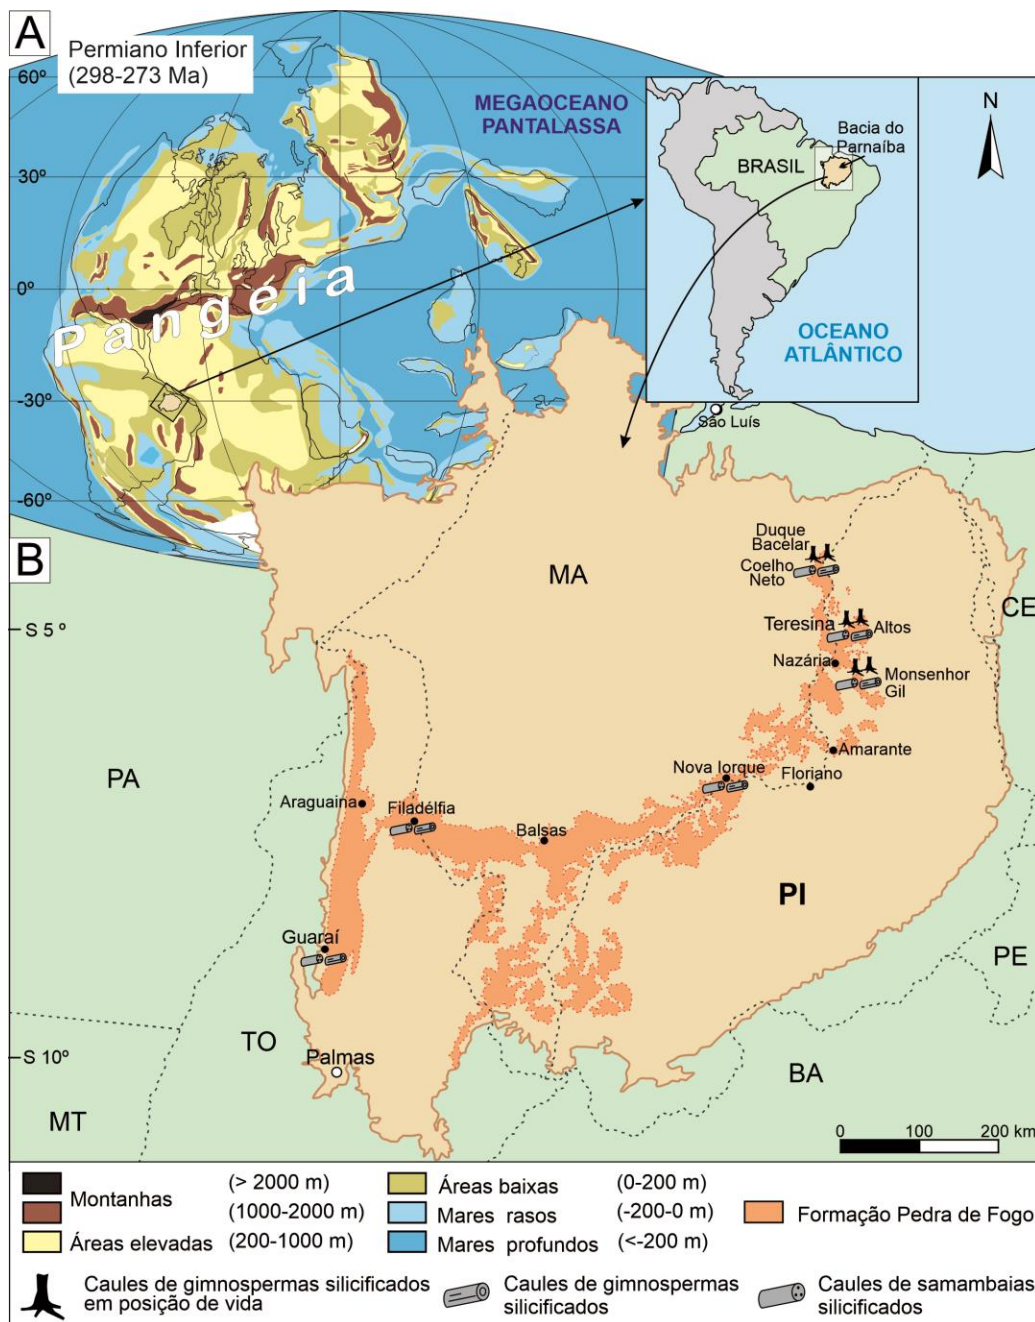 A
Permiano Inferior
(298-273 Ma)
60º
30º
0º
-30º
-60º
MEGAOCEANO
PANTALASSA
Pangéia
N
Bacia do
Parnaíba
BRASIL
OCEANO
ATLÂNTICO
São Luís
B
S 5 º
S 10º
MA
CE
PA
PI
PE
TO
BA
MT
Duque
Bacelar
Coelho
Neto
Teresina
Altos
Nazária
Monsenhor
Gil
Amarante
Nova Iorque
Floriano
Araguaina
Filadélfia
Balsas
Guaraí
Palmas
0 100 200 km
Montanhas (> 2000 m)
(1000-2000 m)
Áreas elevadas (200-1000 m)
Áreas baixas (0-200 m)
Mares rasos (-200-0 m)
Mares profundos (<-200 m)
Formação Pedra de Fogo
Caules de gimnospermas silicificados
em posição de vida
Caules de gimnospermas
silicificados
Caules de samambaias
silicificados